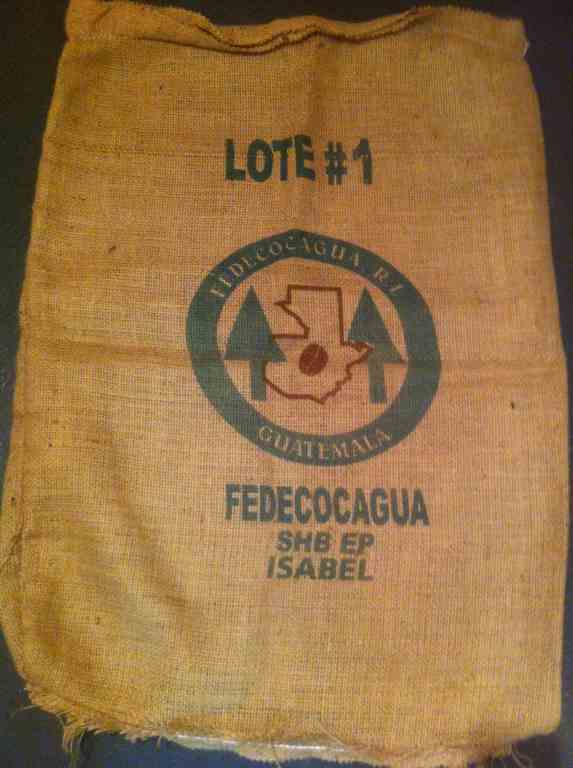 LOTE #1
FEDECOCAGUA R.L
GUATEMALA
FEDECOCAGUA
SHB EP
ISABEL